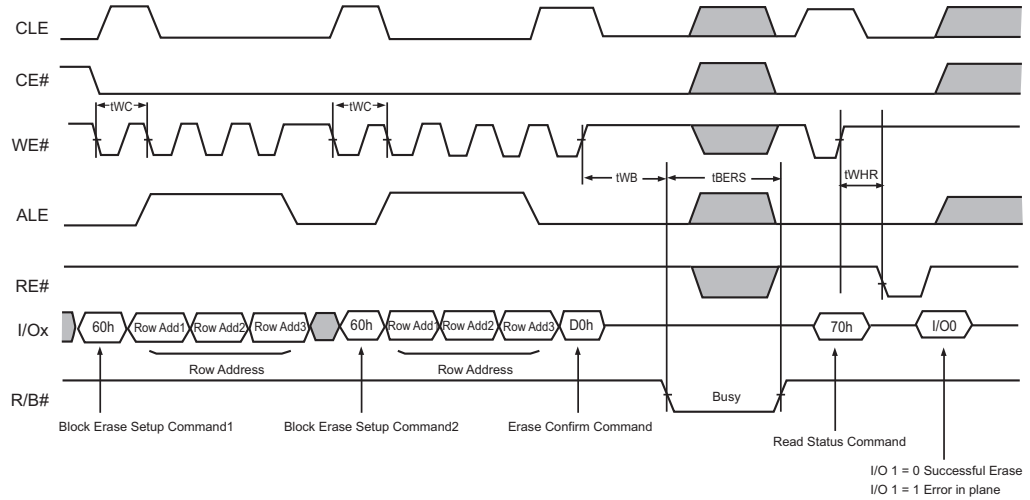 CLE
CE#
tWC tWC
WE#
tWB tBERS tWHR
ALE
RE#
I/Ox 60h Row Add1 Row Add2 Row Add3 60h Row Add1 Row Add2 Row Add3 D0h 70h I/O0
Row Address Row Address
R/B# Busy
Block Erase Setup Command1 Block Erase Setup Command2 Erase Confirm Command
Read Status Command
I/O 1 = 0 Successful Erase
I/O 1 = 1 Error in plane